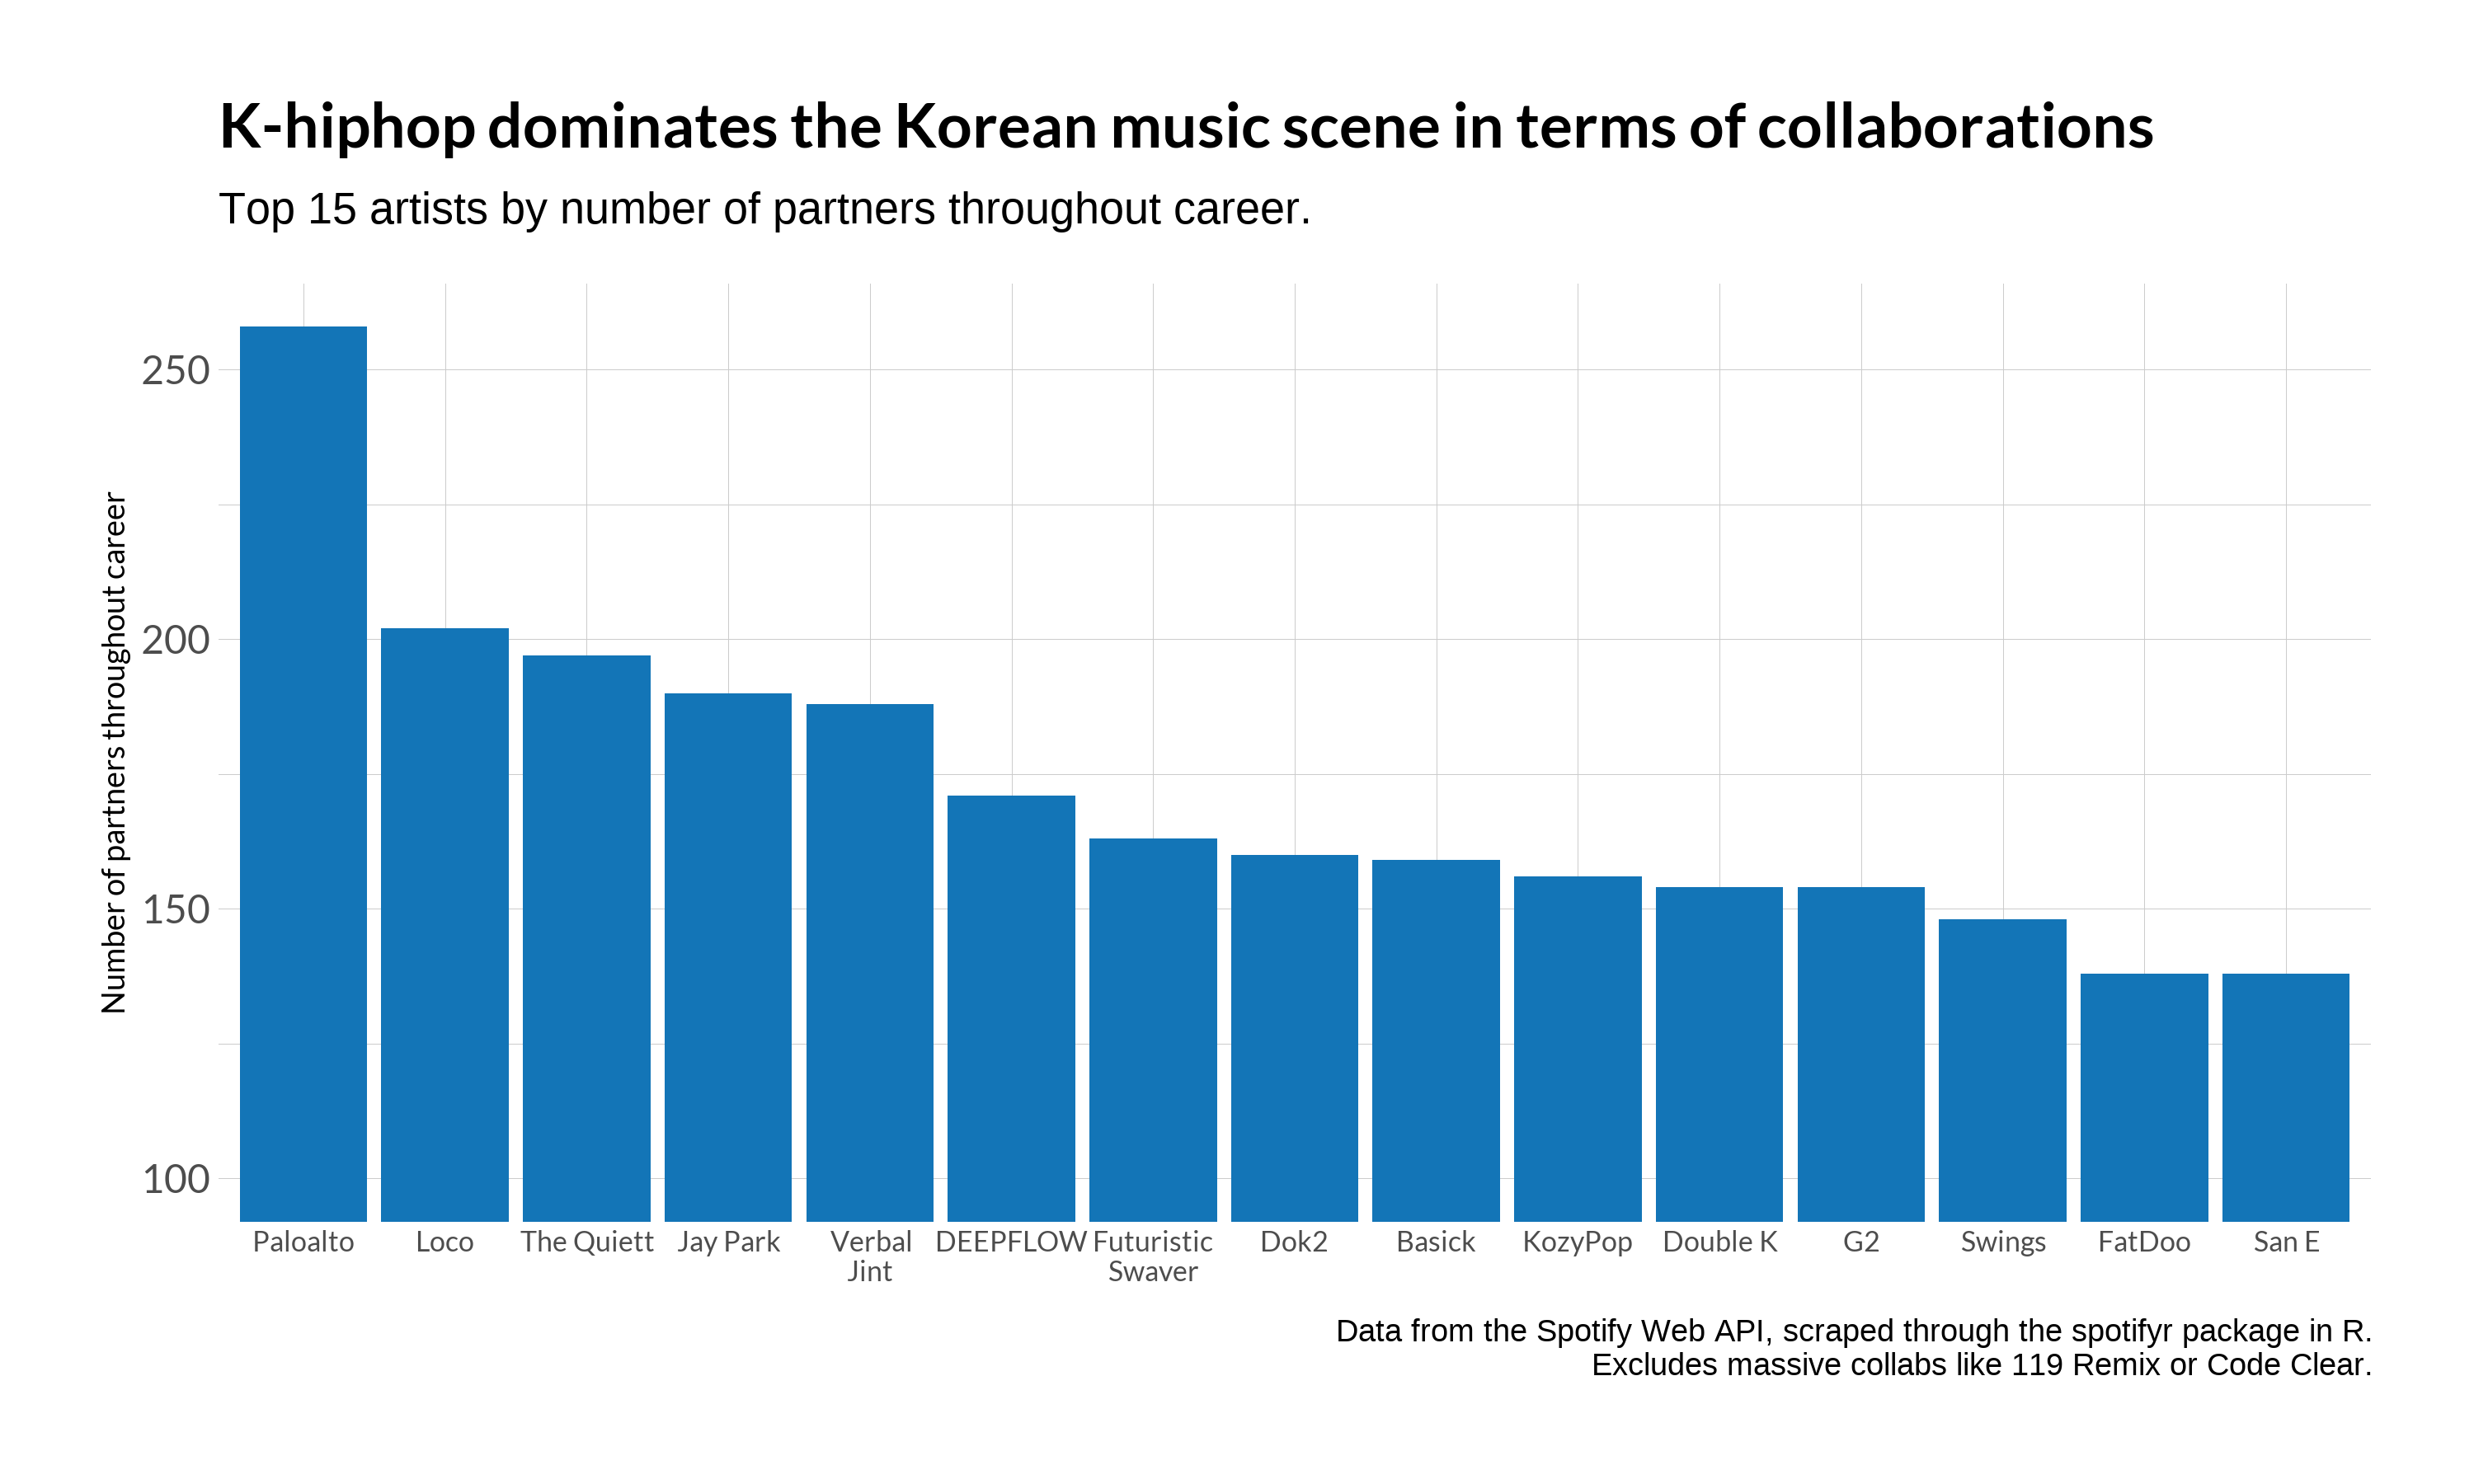 K-hiphop dominates the Korean music scene in terms of collaborations
Top 15 artists by number of partners throughout career.
Number of partners throughout career
250
200
150
100
Paloalto
Loco
The Quiett
Jay Park
Verbal
Jint
DEEPFLOW
Futuristic
Swaver
Dok2
Basick
KozyPop
Double K
G2
Swings
FatDoo
San E
Data from the Spotify Web API, scraped through the spotifyr package in R.
Excludes massive collabs like 119 Remix or Code Clear.